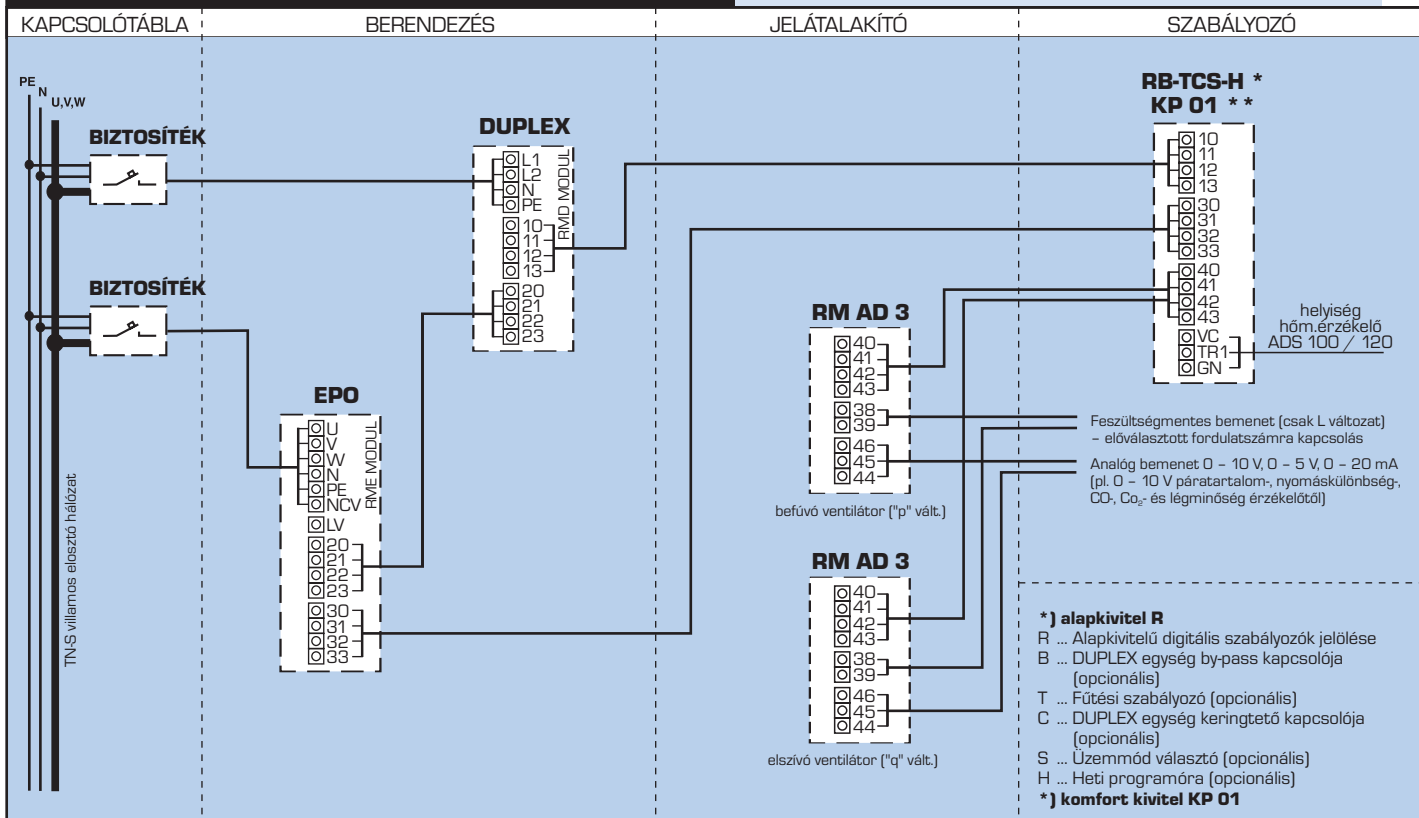 KAPCSOLÓTÁBLA
BERENDEZÉS
JELÁTALAKÍTÓ
SZABÁLYOZÓ
PE
N
U,V,W
BIZTOSÍTÉK
BIZTOSÍTÉK
TN-S villamos elosztó hálózat
DUPLEX
L1
L2
N
PE
10
11
12
13
20
21
22
23
RMD MODUL
EPO
U
V
W
N
PE
NCV
LV
20
21
22
23
30
31
32
33
RME MODUL
RM AD 3
40
41
42
43
38
39
46
45
44
befúvó ventilátor ("p" vált.)
RM AD 3
40
41
42
43
38
39
46
45
44
elszívó ventilátor ("q" vált.)
RB-TCS-H *
KP 01 * *
10
11
12
13
30
31
32
33
40
41
42
43
VC
TR1
GN
helyiség
hőm.érzékelő
ADS 100 / 120
Feszültségmentes bemenet (csak L változat)
– előválasztott fordulatszámra kapcsolás
Analóg bemenet 0 – 10 V, 0 – 5 V, 0 – 20 mA
(pl. 0 – 10 V páratartalom-, nyomáskülönbség-,
CO-, Co₂- és légminőség érzékelőtől)
*) alapkivitel R
R ... Alapkivitelű digitális szabályozók jelölése
B ... DUPLEX egység by-pass kapcsolója
(opcionális)
T ... Fűtési szabályozó (opcionális)
C ... DUPLEX egység keringtető kapcsolója
(opcionális)
S ... Üzemmód választó (opcionális)
H ... Heti programóra (opcionális)
*) komfort kivitel KP 01